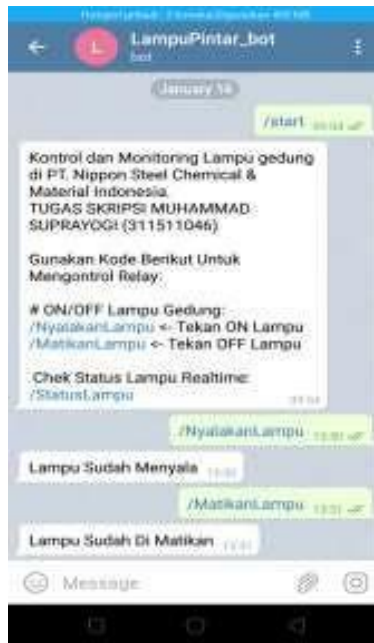 LampuPintar_bot
bot
January 14
/start
Kontrol dan Monitoring Lampu gedung
di PT. Nippon Steel Chemical &
Material Indonesia.
TUGAS SKRIPSI MUHAMMAD
SUPRAYOGI (311511046)
Gunakan Kode Berikut Untuk
Mengontrol Relay:
# ON/OFF Lampu Gedung:
/NyalakanLampu <- Tekan ON Lampu
/MatikanLampu <- Tekan OFF Lampu
Chek Status Lampu Realtime:
/StatusLampu
/NyalakanLampu
Lampu Sudah Menyala
/MatikanLampu
Lampu Sudah Di Matikan
Message